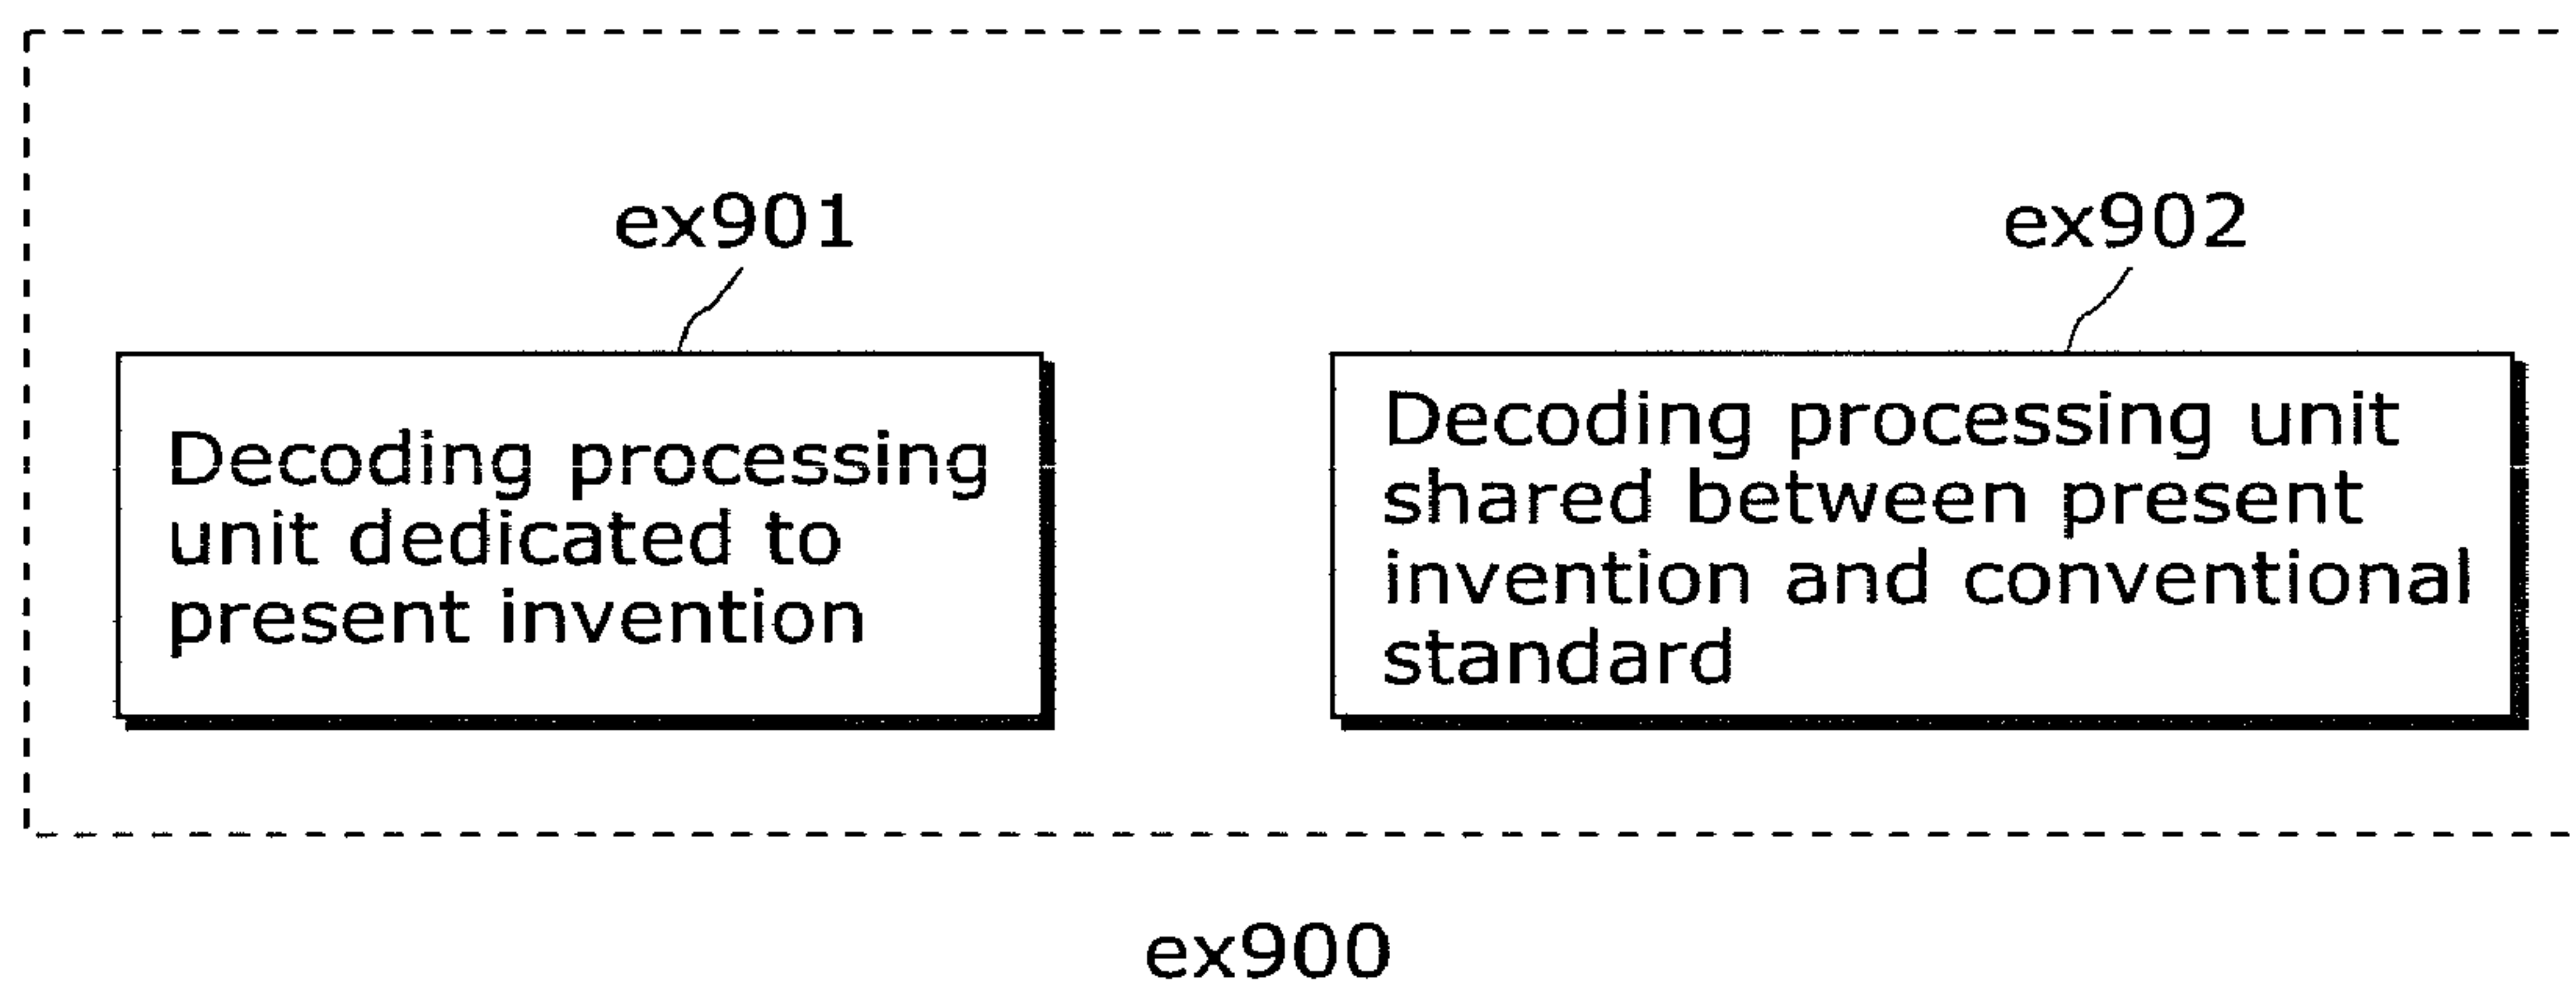 ex901
ex902
Decoding processing
unit dedicated to
present invention
Decoding processing unit
shared between present
invention and conventional
standard
ex900